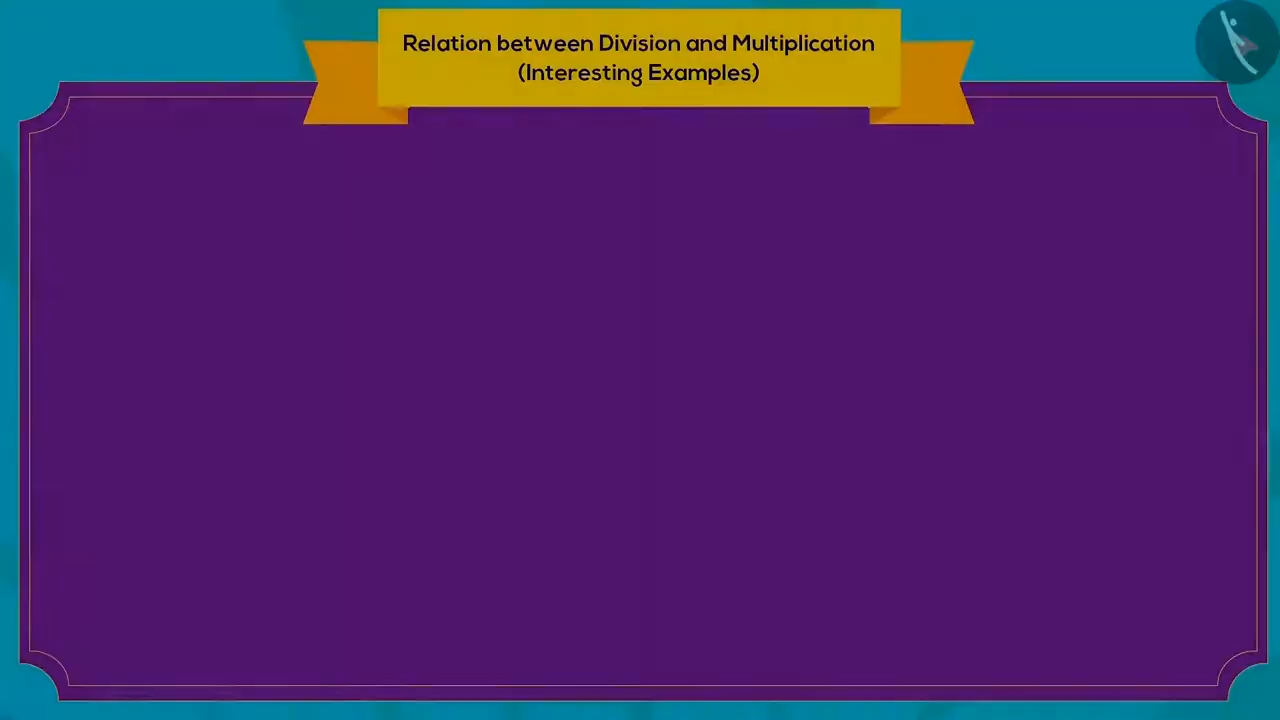 Relation between Division and Multiplication
(Interesting Examples)